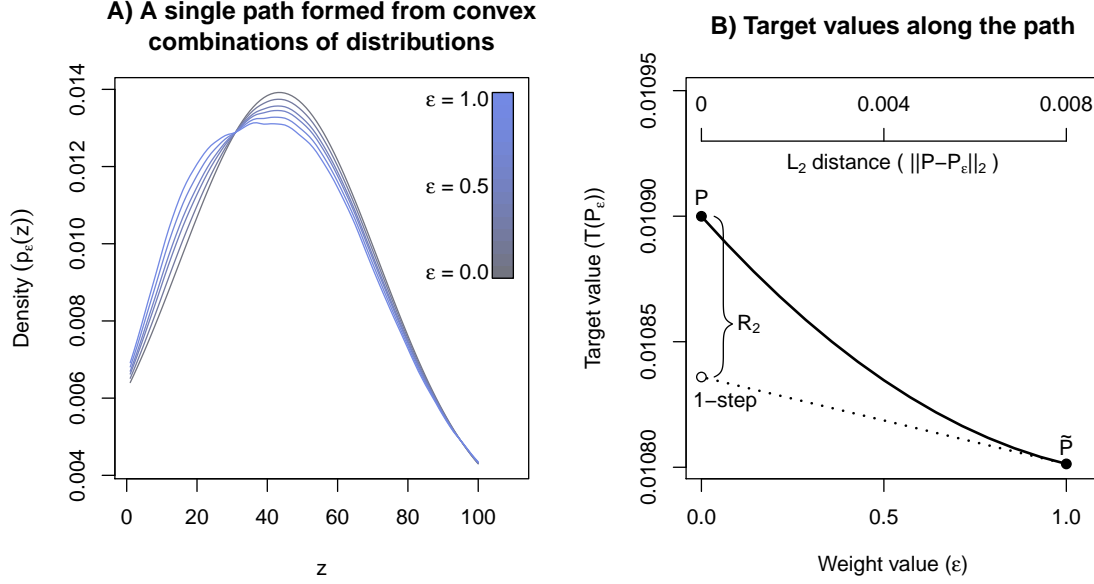 A) A single path formed from convex
combinations of distributions
Density (pε(z))
0.004 0.006 0.008 0.010 0.012 0.014
ε = 1.0
ε = 0.5
ε = 0.0
0 20 40 60 80 100
z
B) Target values along the path
Target value (T(Pε))
0.01080 0.01085 0.01090 0.01095
0 0.004 0.008
L2 distance ( ||P−Pε||2 )
P
R2
1−step
P̃
0.0 0.5 1.0
Weight value (ε)